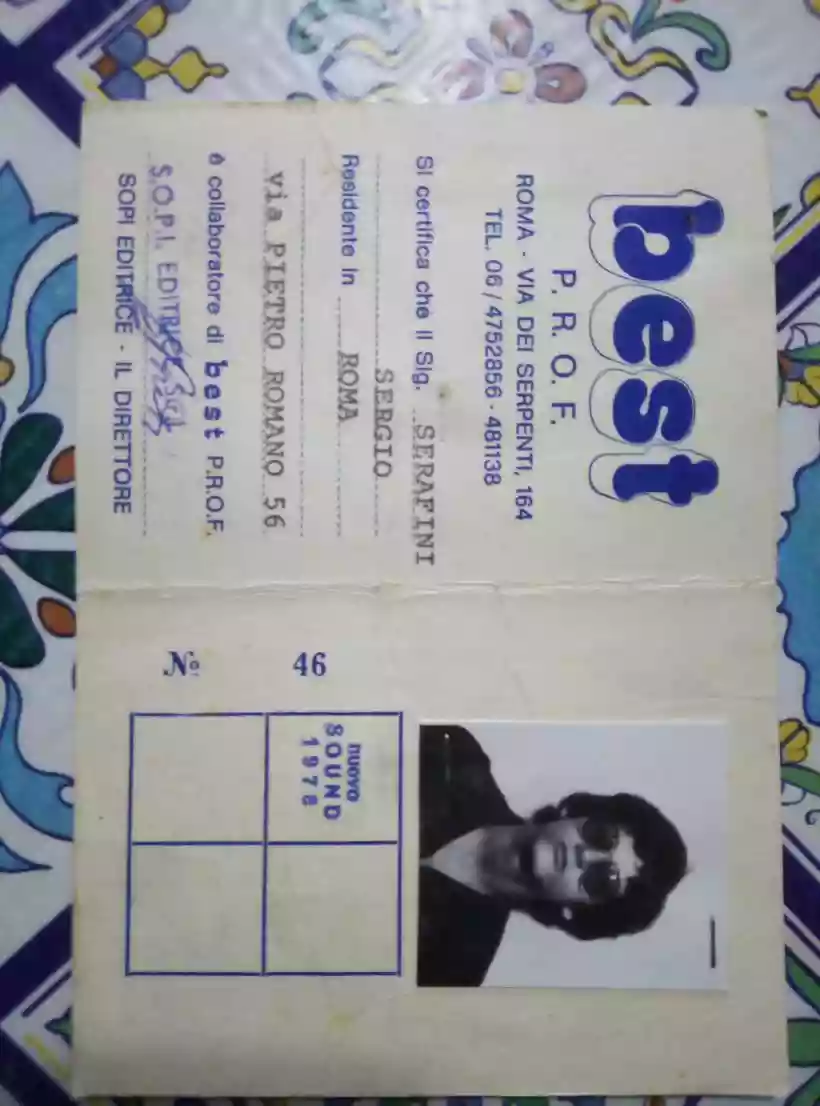 best
P. R. O. F.
ROMA - VIA DEI SERPENTI, 164
TEL. 06/4752856 - 481138
Si certifica che il Sig. SERAFINI
SERGIO
Residente in ROMA
via PIETRO ROMANO 56
è collaboratore di best P.R.O.F.
S.O.P.I. EDITRICE s.r.l.
SOPI EDITRICE - IL DIRETTORE
N° 46
nuovo
SOUND
1978